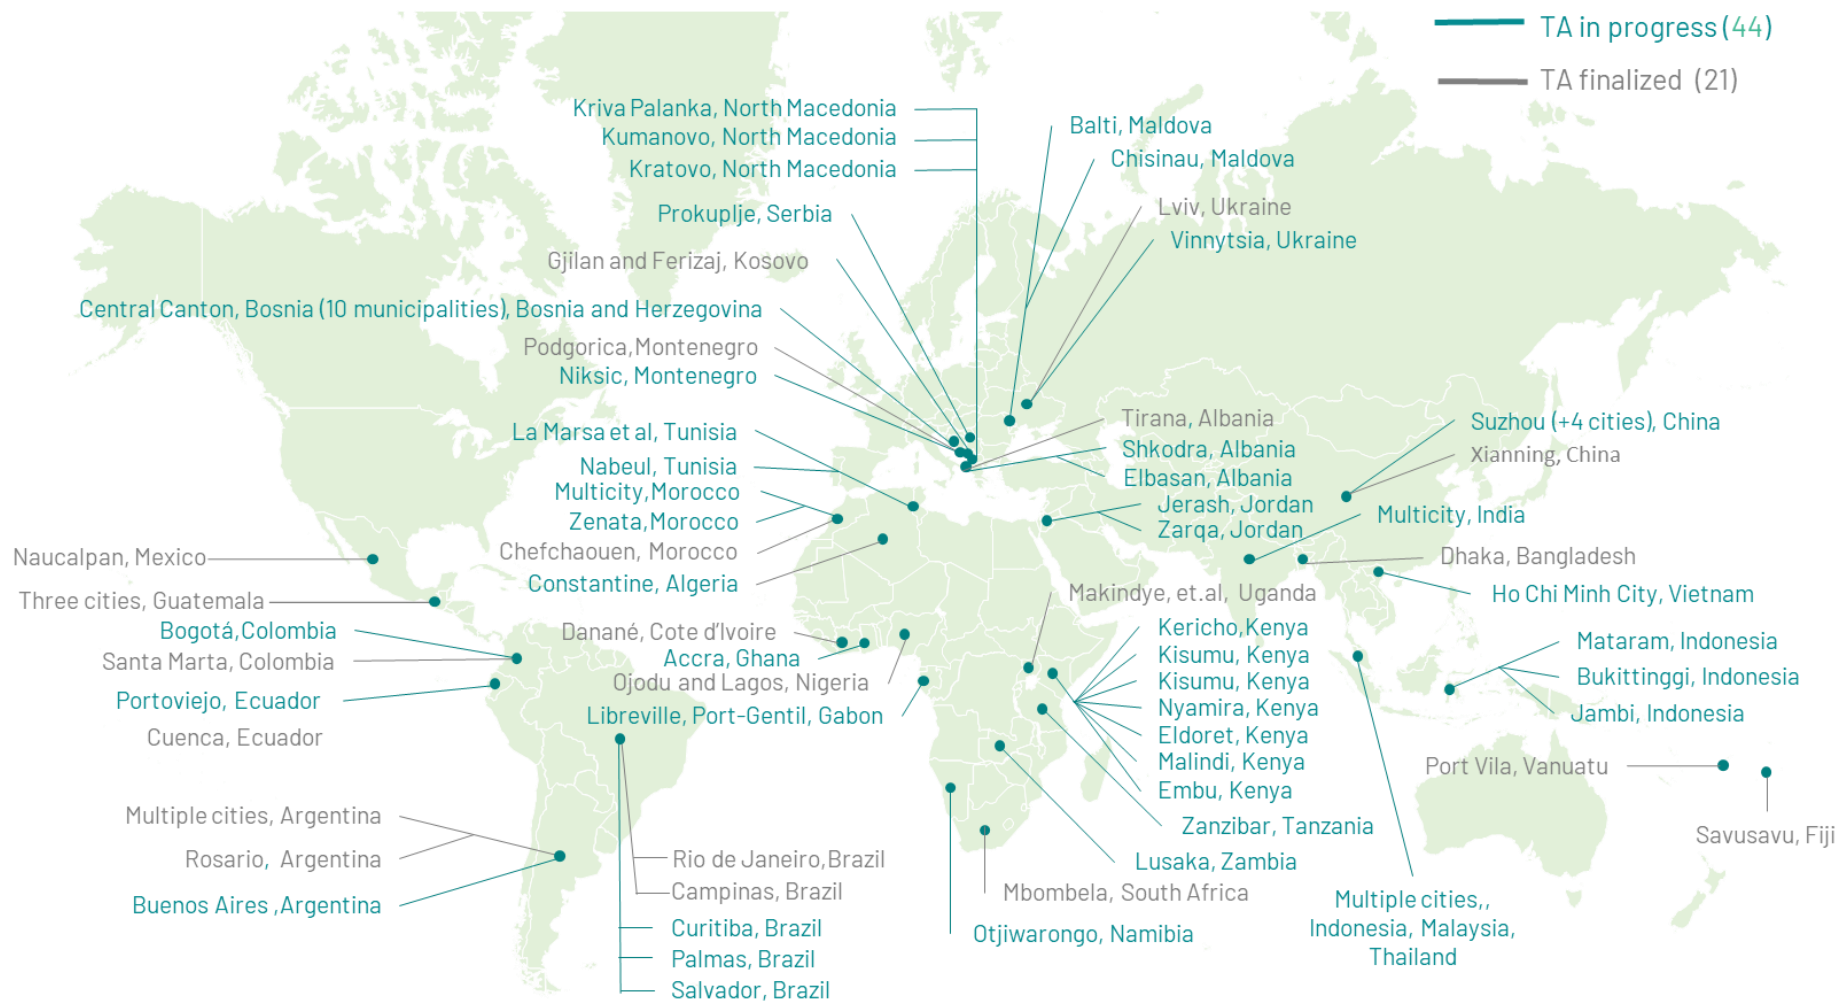 TA in progress (44)
TA finalized (21)
Kriva Palanka, North Macedonia
Kumanovo, North Macedonia
Kratovo, North Macedonia
Prokuplje, Serbia
Gjilan and Ferizaj, Kosovo
Central Canton, Bosnia (10 municipalities), Bosnia and Herzegovina
Podgorica, Montenegro
Niksic, Montenegro
Balti, Maldova
Chisinau, Maldova
Lviv, Ukraine
Vinnytsia, Ukraine
La Marsa et al, Tunisia
Nabeul, Tunisia
Multicity, Morocco
Zenata, Morocco
Chefchaouen, Morocco
Constantine, Algeria
Tirana, Albania
Shkodra, Albania
Elbasan, Albania
Jerash, Jordan
Zarqa, Jordan
Suzhou (+4 cities), China
Xianning, China
Multicity, India
Dhaka, Bangladesh
Ho Chi Minh City, Vietnam
Naucalpan, Mexico
Three cities, Guatemala
Bogotá, Colombia
Santa Marta, Colombia
Portoviejo, Ecuador
Cuenca, Ecuador
Danané, Cote d'Ivoire
Accra, Ghana
Ojodu and Lagos, Nigeria
Libreville, Port-Gentil, Gabon
Makindye, et.al, Uganda
Kericho, Kenya
Kisumu, Kenya
Kisumu, Kenya
Nyamira, Kenya
Eldoret, Kenya
Malindi, Kenya
Embu, Kenya
Zanzibar, Tanzania
Lusaka, Zambia
Mbombela, South Africa
Otjiwarongo, Namibia
Mataram, Indonesia
Bukittinggi, Indonesia
Jambi, Indonesia
Port Vila, Vanuatu
Savusavu, Fiji
Multiple cities,,
Indonesia, Malaysia,
Thailand
Multiple cities, Argentina
Rosario, Argentina
Buenos Aires ,Argentina
Rio de Janeiro, Brazil
Campinas, Brazil
Curitiba, Brazil
Palmas, Brazil
Salvador, Brazil